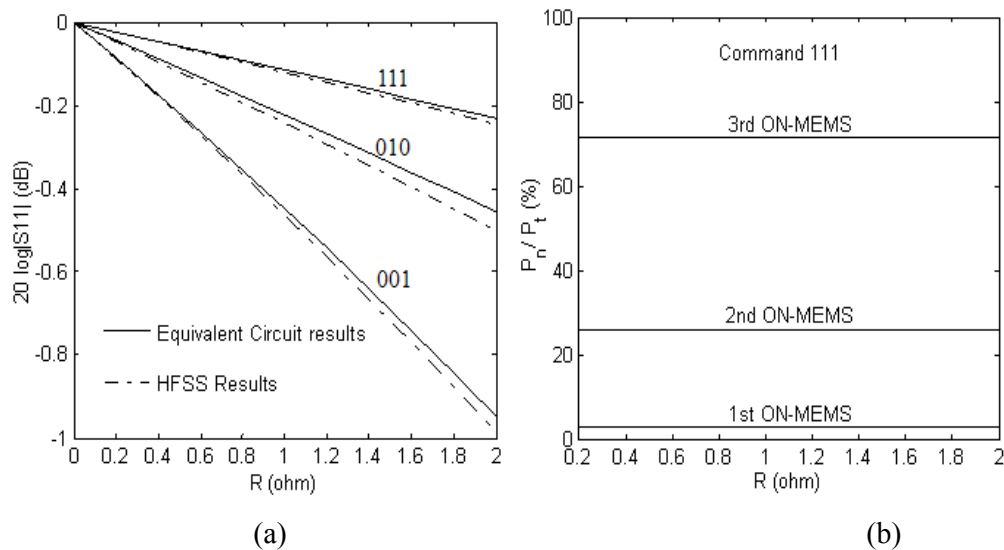 0
-0.2
-0.4
-0.6
-0.8
-1
20 log|S11| (dB)
111
010
001
Equivalent Circuit results
HFSS Results
0 0.2 0.4 0.6 0.8 1 1.2 1.4 1.6 1.8 2
R (ohm)
(a)
100
80
60
40
20
0
Pn/ Pt (%)
Command 111
3rd ON-MEMS
2nd ON-MEMS
1st ON-MEMS
0.2 0.4 0.6 0.8 1 1.2 1.4 1.6 1.8 2
R (ohm)
(b)